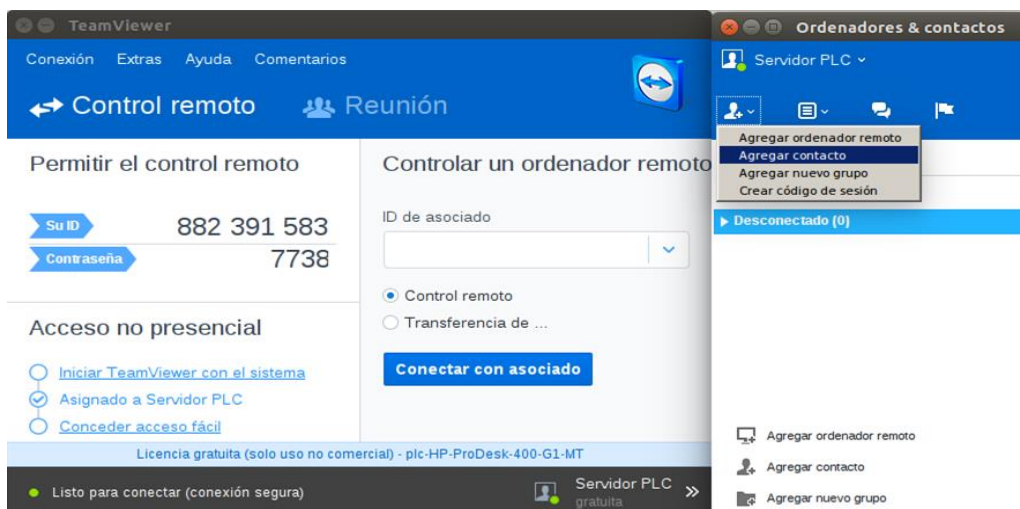 TeamViewer
Conexión Extras Ayuda Comentarios
Control remoto Reunión
Permitir el control remoto
Su ID 882 391 583
Contraseña 7738
Acceso no presencial
Iniciar TeamViewer con el sistema
Asignado a Servidor PLC
Conceder acceso fácil
Controlar un ordenador remoto
ID de asociado
Control remoto
Transferencia de ...
Conectar con asociado
Licencia gratuita (solo uso no comercial) - plc-HP-ProDesk-400-G1-MT
Listo para conectar (conexión segura)
Servidor PLC
gratuita
Ordenadores & contactos
Servidor PLC
Agregar ordenador remoto
Agregar contacto
Agregar nuevo grupo
Crear código de sesión
Desconectado (0)
Agregar ordenador remoto
Agregar contacto
Agregar nuevo grupo